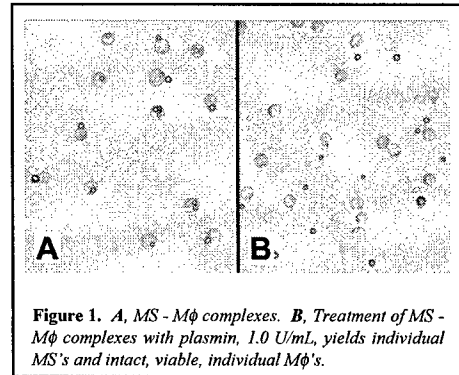 A
B
Figure 1. A, MS - Mϕ complexes. B, Treatment of MS -
Mϕ complexes with plasmin, 1.0 U/mL, yields individual
MS's and intact, viable, individual Mϕ's.